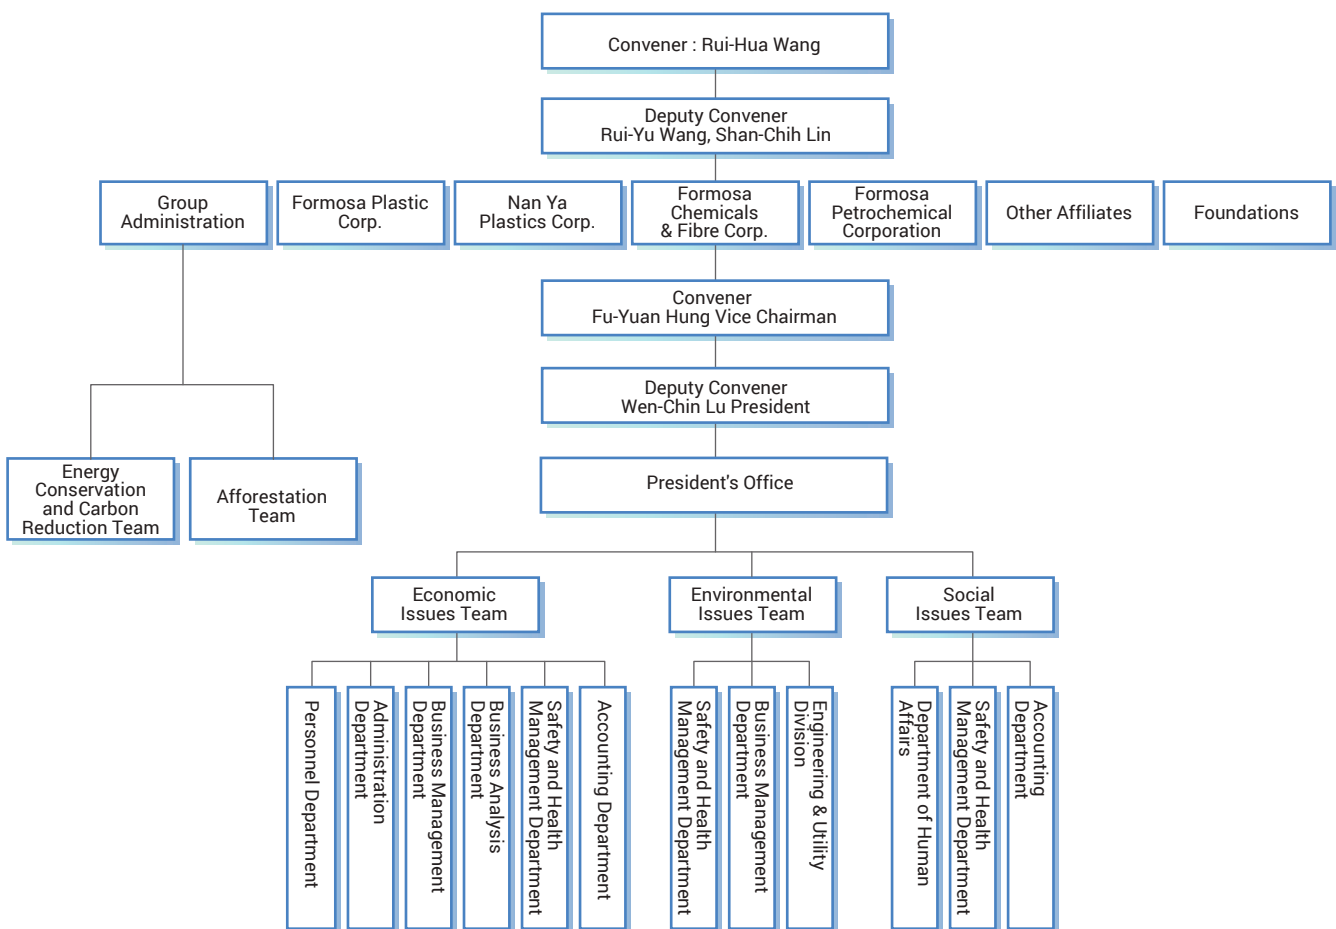 Convener : Rui-Hua Wang
Deputy Convener
Rui-Yu Wang, Shan-Chih Lin
Group
Administration
Formosa Plastic
Corp.
Nan Ya
Plastics Corp.
Formosa
Chemicals
& Fibre Corp.
Formosa
Petrochemical
Corporation
Other Affiliates
Foundations
Convener
Fu-Yuan Hung Vice Chairman
Deputy Convener
Wen-Chin Lu President
President's Office
Energy
Conservation
and Carbon
Reduction Team
Afforestation
Team
Economic
Issues Team
Environmental
Issues Team
Social
Issues Team
Personnel Department
Administration
Department
Business Management
Department
Business Analysis
Department
Safety and Health
Management Department
Accounting Department
Safety and Health
Management Department
Business Management
Department
Engineering & Utility
Division
Department of Human
Affairs
Safety and Health
Management Department
Accounting
Department